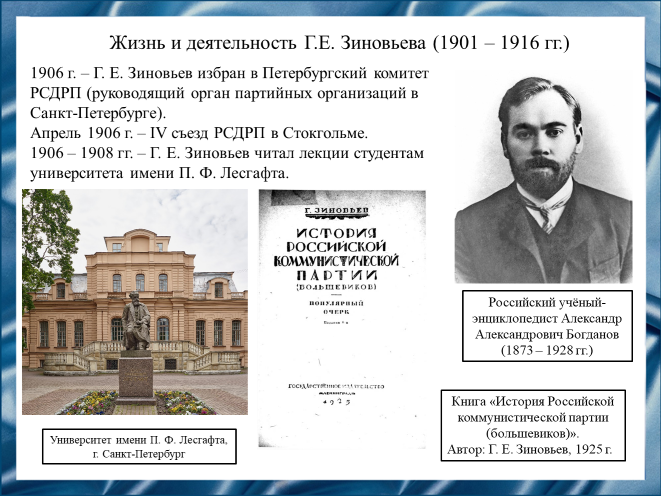 Жизнь и деятельность Г.Е. Зиновьева (1901 – 1916 гг.)
1906 г. – Г. Е. Зиновьев избран в Петербургский комитет
РСДРП (руководящий орган партийных организаций в
Санкт-Петербурге).
Апрель 1906 г. – IV съезд РСДРП в Стокгольме.
1906 – 1908 гг. – Г. Е. Зиновьев читал лекции студентам
университета имени П. Ф. Лесгафта.
Г. ЗИНОВЬЕВ
ИСТОРИЯ
РОССИЙСКОЙ
КОММУНИСТИЧЕСКОЙ
ПАРТИИ
(БОЛЬШЕВИКОВ)
ПОПУЛЯРНЫЙ
ОЧЕРК
ГОСУДАРСТВЕННОЕ ИЗДАТЕЛЬСТВО
1925
Российский учёный-
энциклопедист Александр
Александрович Богданов
(1873 – 1928 гг.)
Университет имени П. Ф. Лесгафта,
г. Санкт-Петербург
Книга «История Российской
коммунистической партии
(большевиков)».
Автор: Г. Е. Зиновьев, 1925 г.